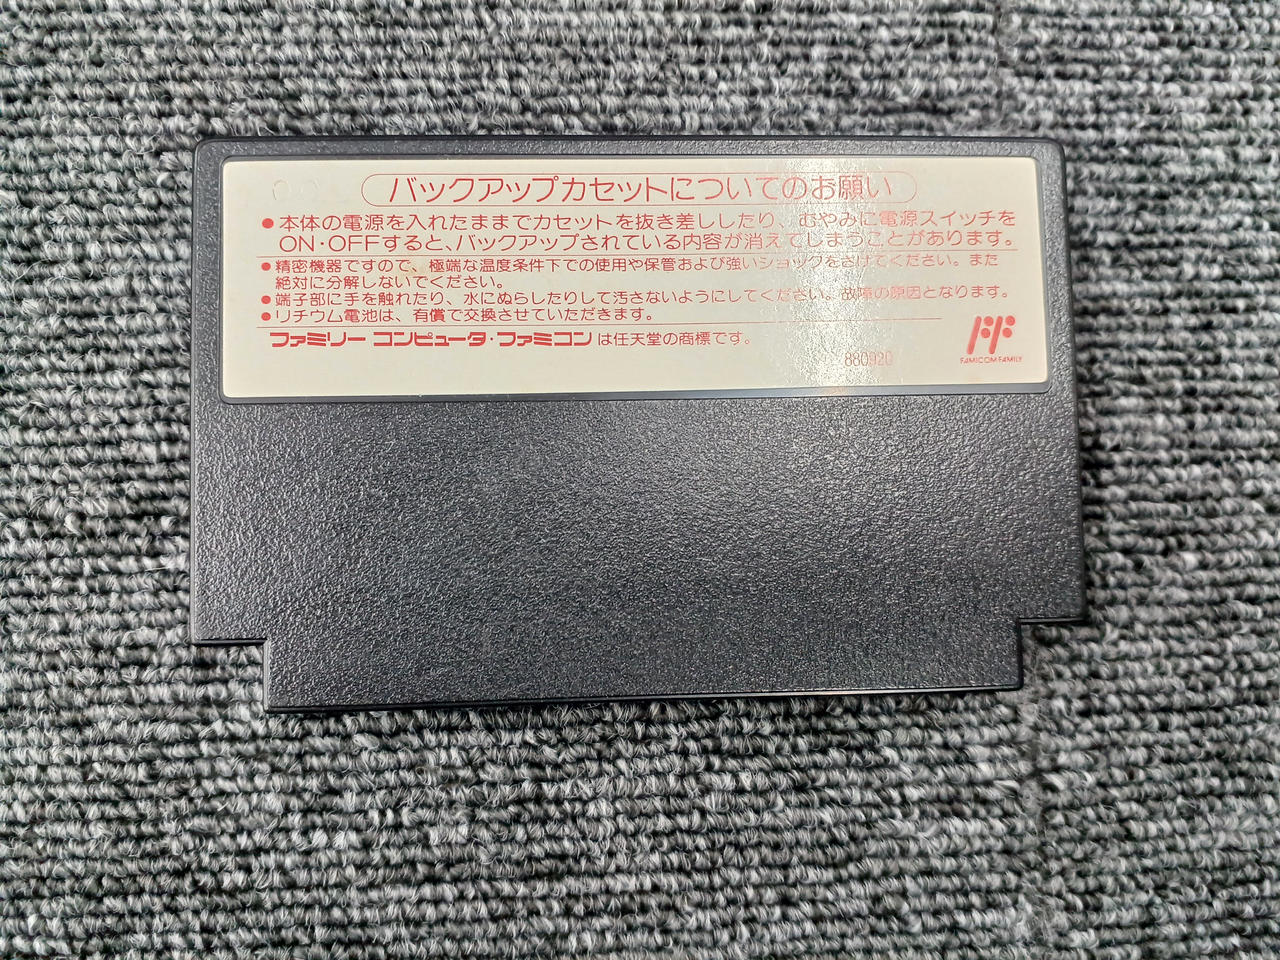 バックアップカセットについてのお願い
●本体の電源を入れたままでカセットを抜き差ししたり、むやみに電源スイッチを
ON・OFFすると、バックアップされている内容が消えてしまうことがあります。
●精密機器ですので、極端な温度条件下での使用や保管および強いショックをさけてください。また
絶対に分解しないでください。
●端子部に手を触れたり、水にぬらしたりして汚さないようにしてください。故障の原因となります。
●リチウム電池は、有償で交換させていただきます。
ファミリー コンピュータ・ファミコンは任天堂の商標です。
FAMICOM FAMILY
880920